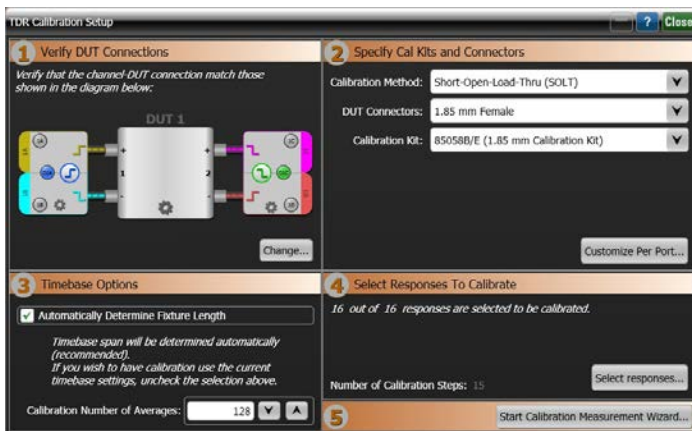 TDR Calibration Setup
?
Close
1 Verify DUT Connections
Verify that the channel-DUT connection match those
shown in the diagram below:
DUT 1
+
+
1
2
-
-
Change...
2 Specify Cal Kits and Connectors
Calibration Method: Short-Open-Load-Thru (SOLT)
DUT Connectors: 1.85 mm Female
Calibration Kit: 85058B/E (1.85 mm Calibration Kit)
Customize Per Port...
3 Timebase Options
Automatically Determine Fixture Length
Timebase span will be determined automatically
(recommended).
If you wish to have calibration use the current
timebase settings, uncheck the selection above.
Calibration Number of Averages: 128
4 Select Responses To Calibrate
16 out of 16 responses are selected to be calibrated.
Number of Calibration Steps: 15
Select responses...
5 Start Calibration Measurement Wizard...